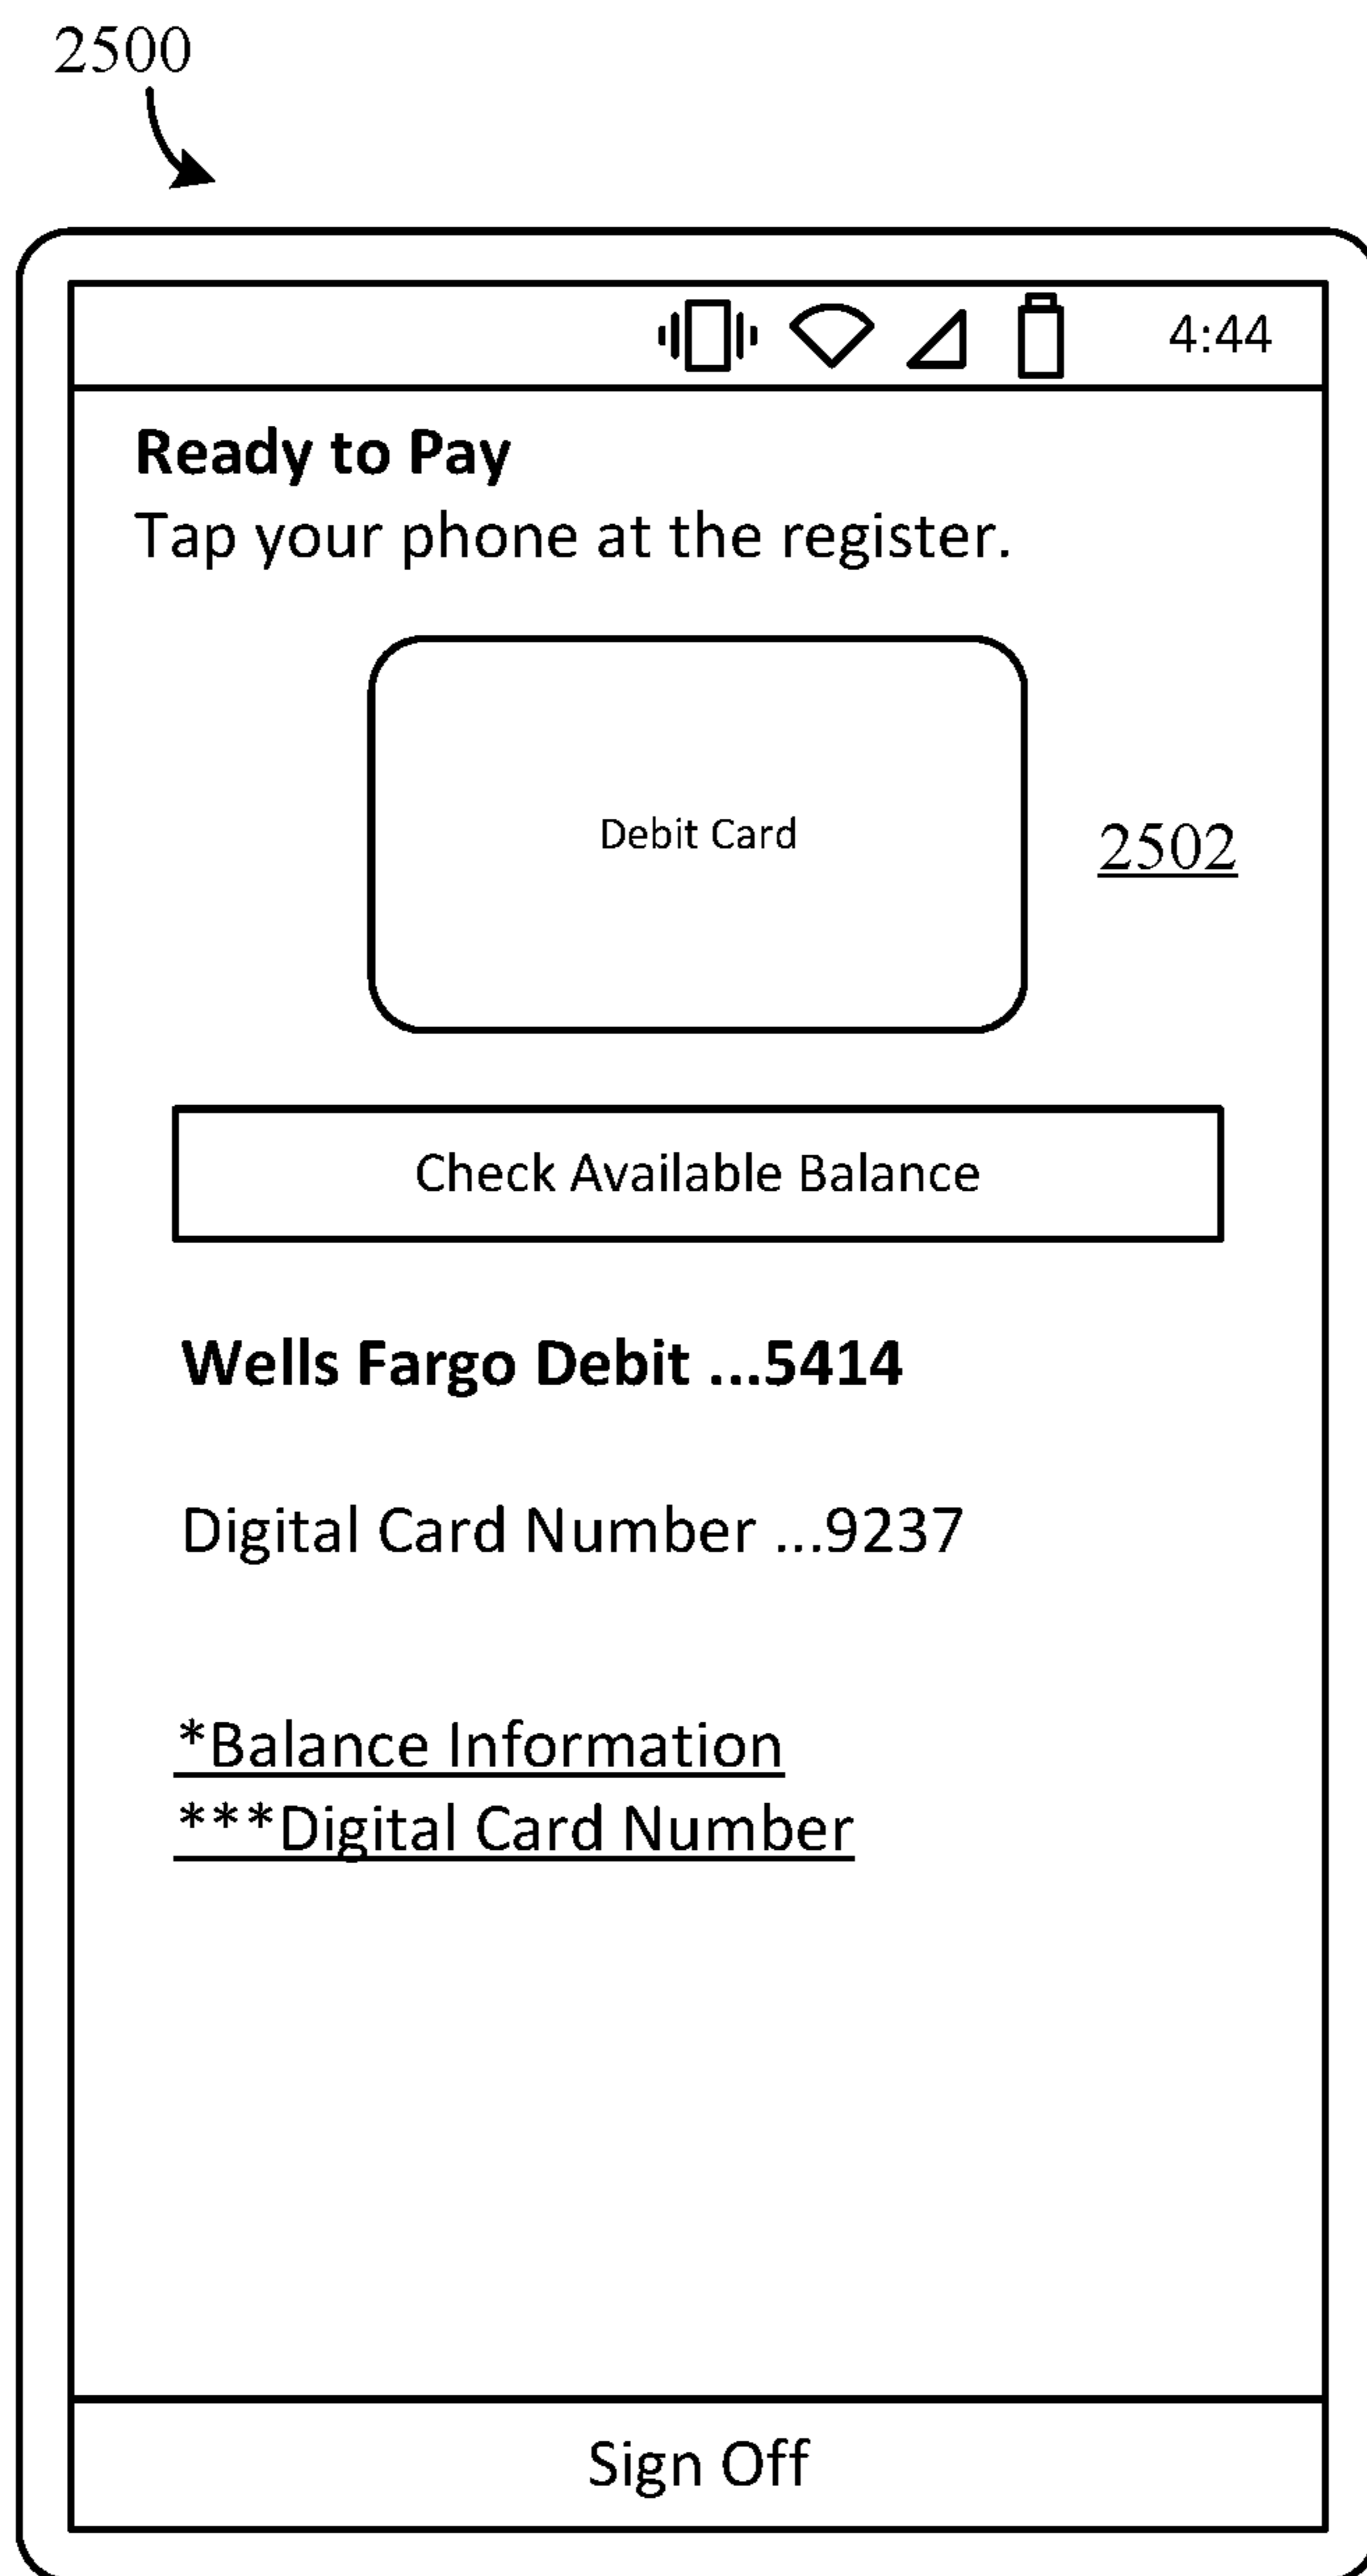 2500
4:44
Ready to Pay
Tap your phone at the register.
Debit Card
2502
Check Available Balance
Wells Fargo Debit ...5414
Digital Card Number ...9237
*Balance Information
***Digital Card Number
Sign Off